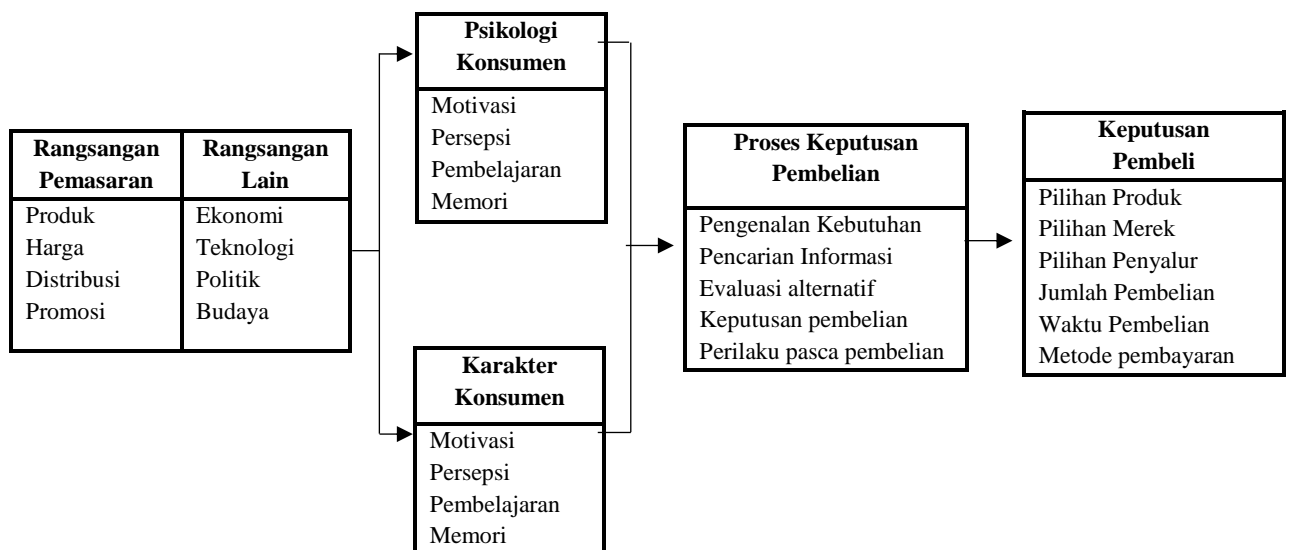 Rangsangan
Pemasaran
Produk
Harga
Distribusi
Promosi
Rangsangan
Lain
Ekonomi
Teknologi
Politik
Budaya
Psikologi
Konsumen
Motivasi
Persepsi
Pembelajaran
Memori
Karakter
Konsumen
Motivasi
Persepsi
Pembelajaran
Memori
Proses Keputusan
Pembelian
Pengenalan Kebutuhan
Pencarian Informasi
Evaluasi alternatif
Keputusan pembelian
Perilaku pasca pembelian
Keputusan
Pembeli
Pilihan Produk
Pilihan Merek
Pilihan Penyalur
Jumlah Pembelian
Waktu Pembelian
Metode pembayaran